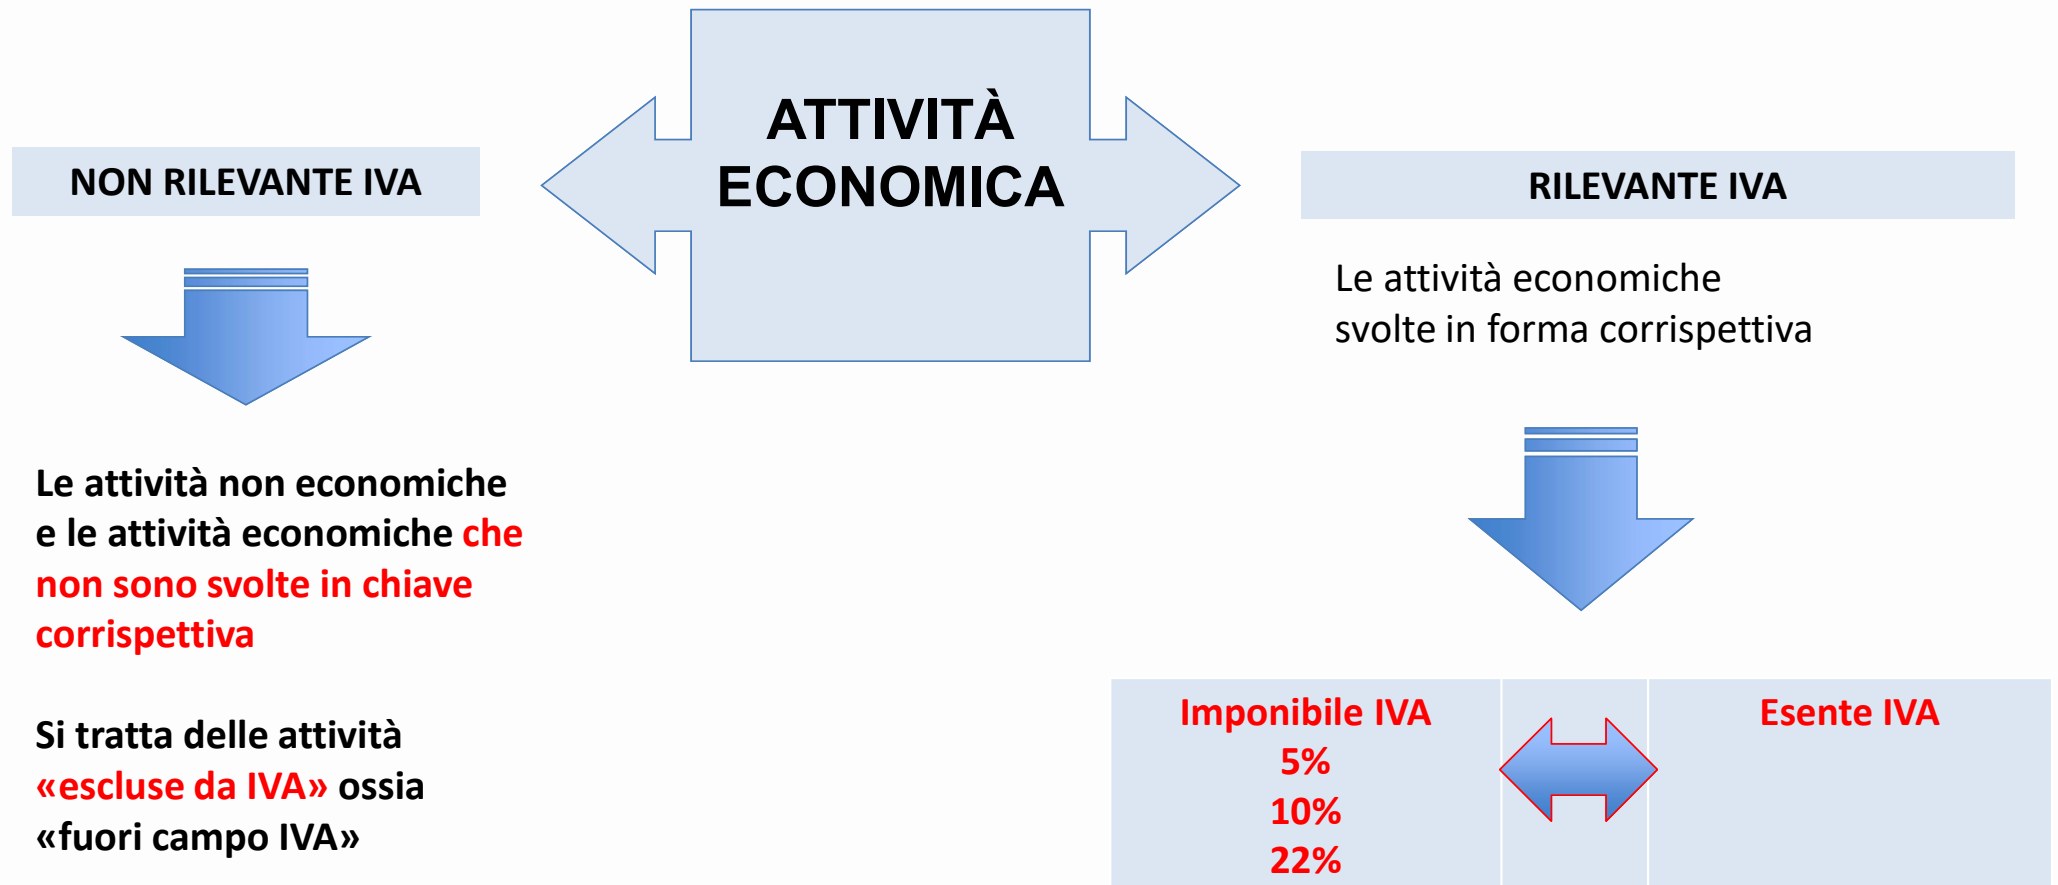 ATTIVITÀ
ECONOMICA
NON RILEVANTE IVA
Le attività non economiche
e le attività economiche che
non sono svolte in chiave
corrispettiva
Si tratta delle attività
«escluse da IVA» ossia
«fuori campo IVA»
RILEVANTE IVA
Le attività economiche
svolte in forma corrispettiva
Imponibile IVA
5%
10%
22%
Esente IVA